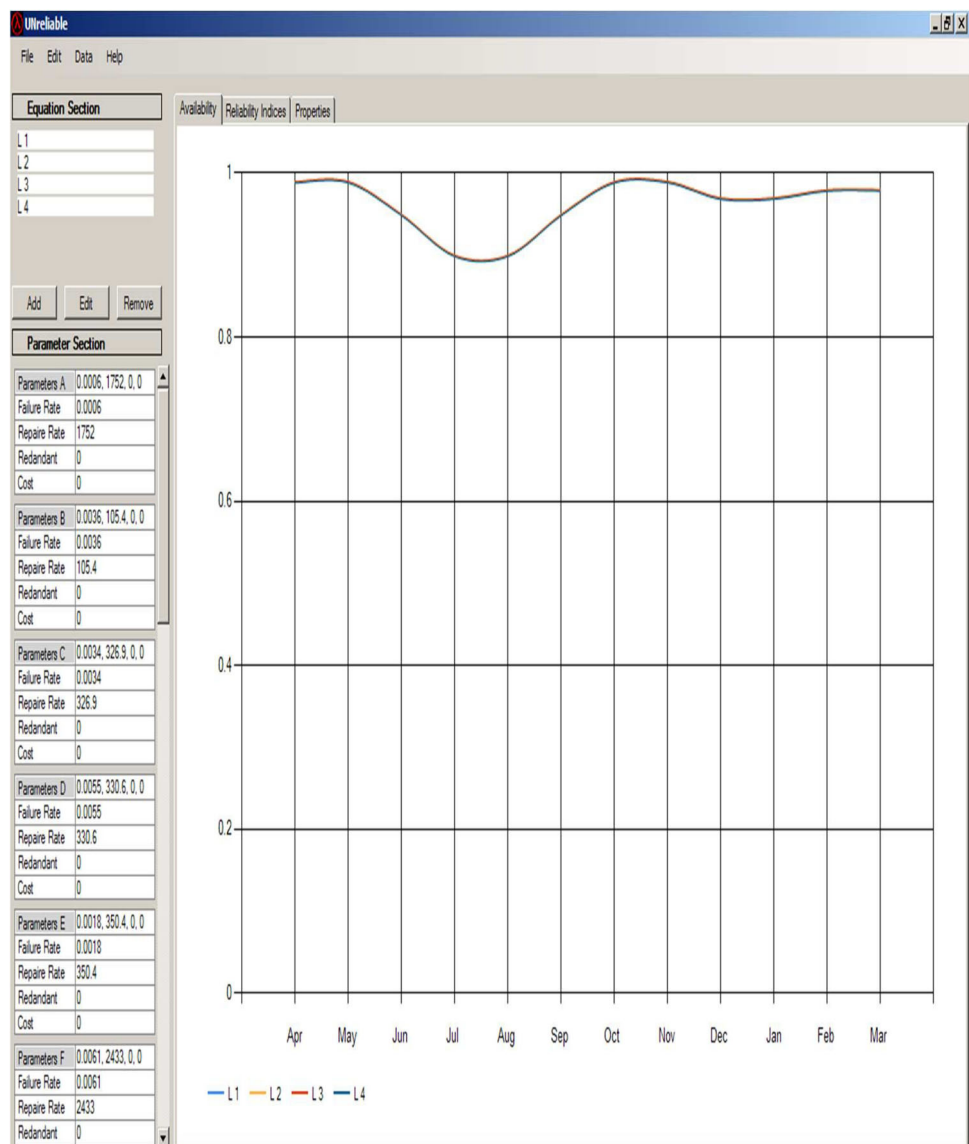 UNreliable
File Edit Data Help
Equation Section
L1
L2
L3
L4
Add Edit Remove
Parameter Section
Parameters A 0.0006, 1752, 0, 0
Failure Rate 0.0006
Repaire Rate 1752
Redandant 0
Cost 0
Parameters B 0.0036, 105.4, 0, 0
Failure Rate 0.0036
Repaire Rate 105.4
Redandant 0
Cost 0
Parameters C 0.0034, 326.9, 0, 0
Failure Rate 0.0034
Repaire Rate 326.9
Redandant 0
Cost 0
Parameters D 0.0055, 330.6, 0, 0
Failure Rate 0.0055
Repaire Rate 330.6
Redandant 0
Cost 0
Parameters E 0.0018, 350.4, 0, 0
Failure Rate 0.0018
Repaire Rate 350.4
Redandant 0
Cost 0
Parameters F 0.0061, 2433, 0, 0
Failure Rate 0.0061
Repaire Rate 2433
Redandant 0
Availability Reliability Indices Properties
1
0.8
0.6
0.4
0.2
0
Apr May Jun Jul Aug Sep Oct Nov Dec Jan Feb Mar
L1 L2 L3 L4